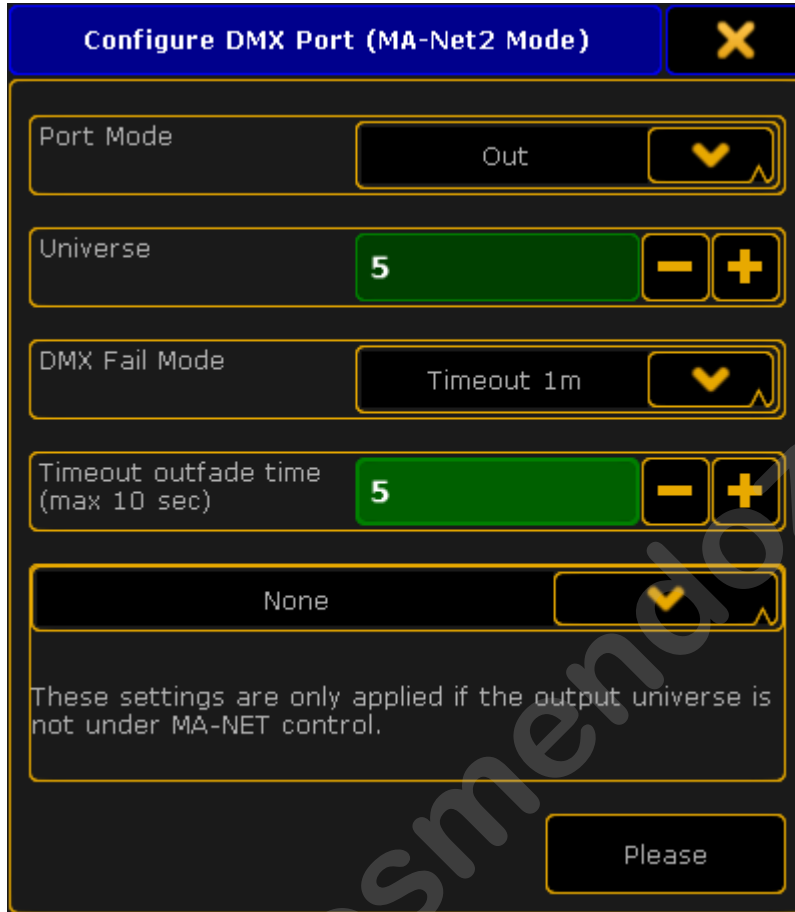 Configure DMX Port (MA-Net2 Mode)
Port Mode
Out
Universe
5
DMX Fail Mode
Timeout 1m
Timeout outfade time
(max 10 sec)
5
None
These settings are only applied if the output universe is
not under MA-NET control.
Please